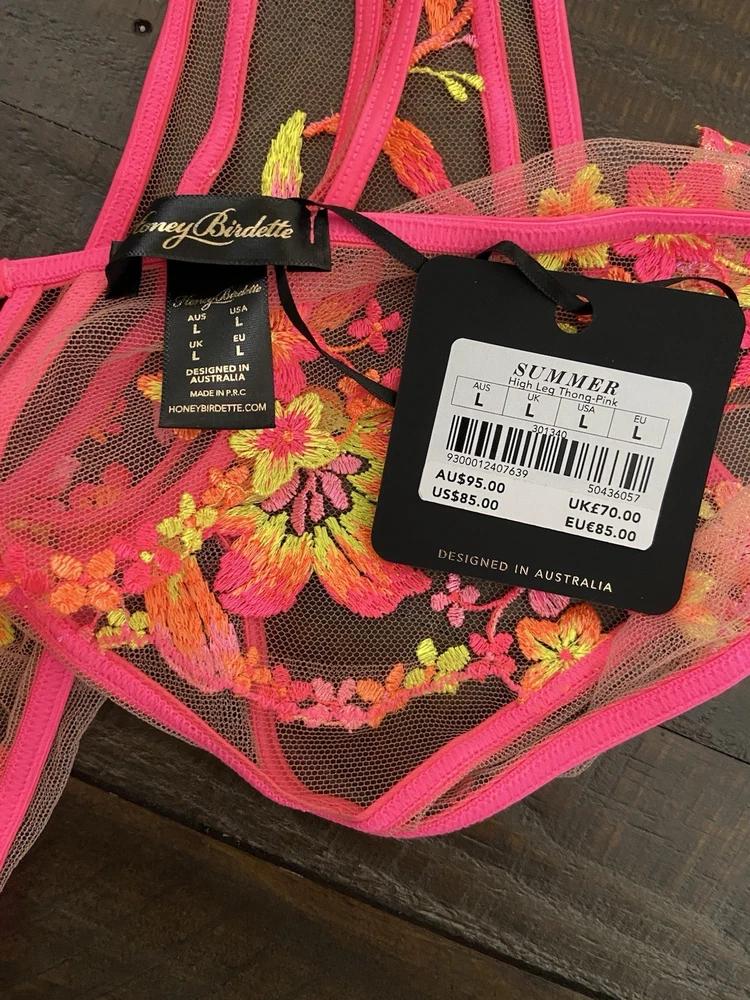 Honey Birdette
Honey Birdette
AUS USA
L L
UK EU
L L
DESIGNED IN
AUSTRALIA
MADE IN P.R.C
HONEYBIRDETTE.COM
SUMMER
High Leg Thong-Pink
AUS UK USA EU
L L L L
301340
9300012407639 50436057
AU$95.00 UK£70.00
US$85.00 EU€85.00
DESIGNED IN AUSTRALIA